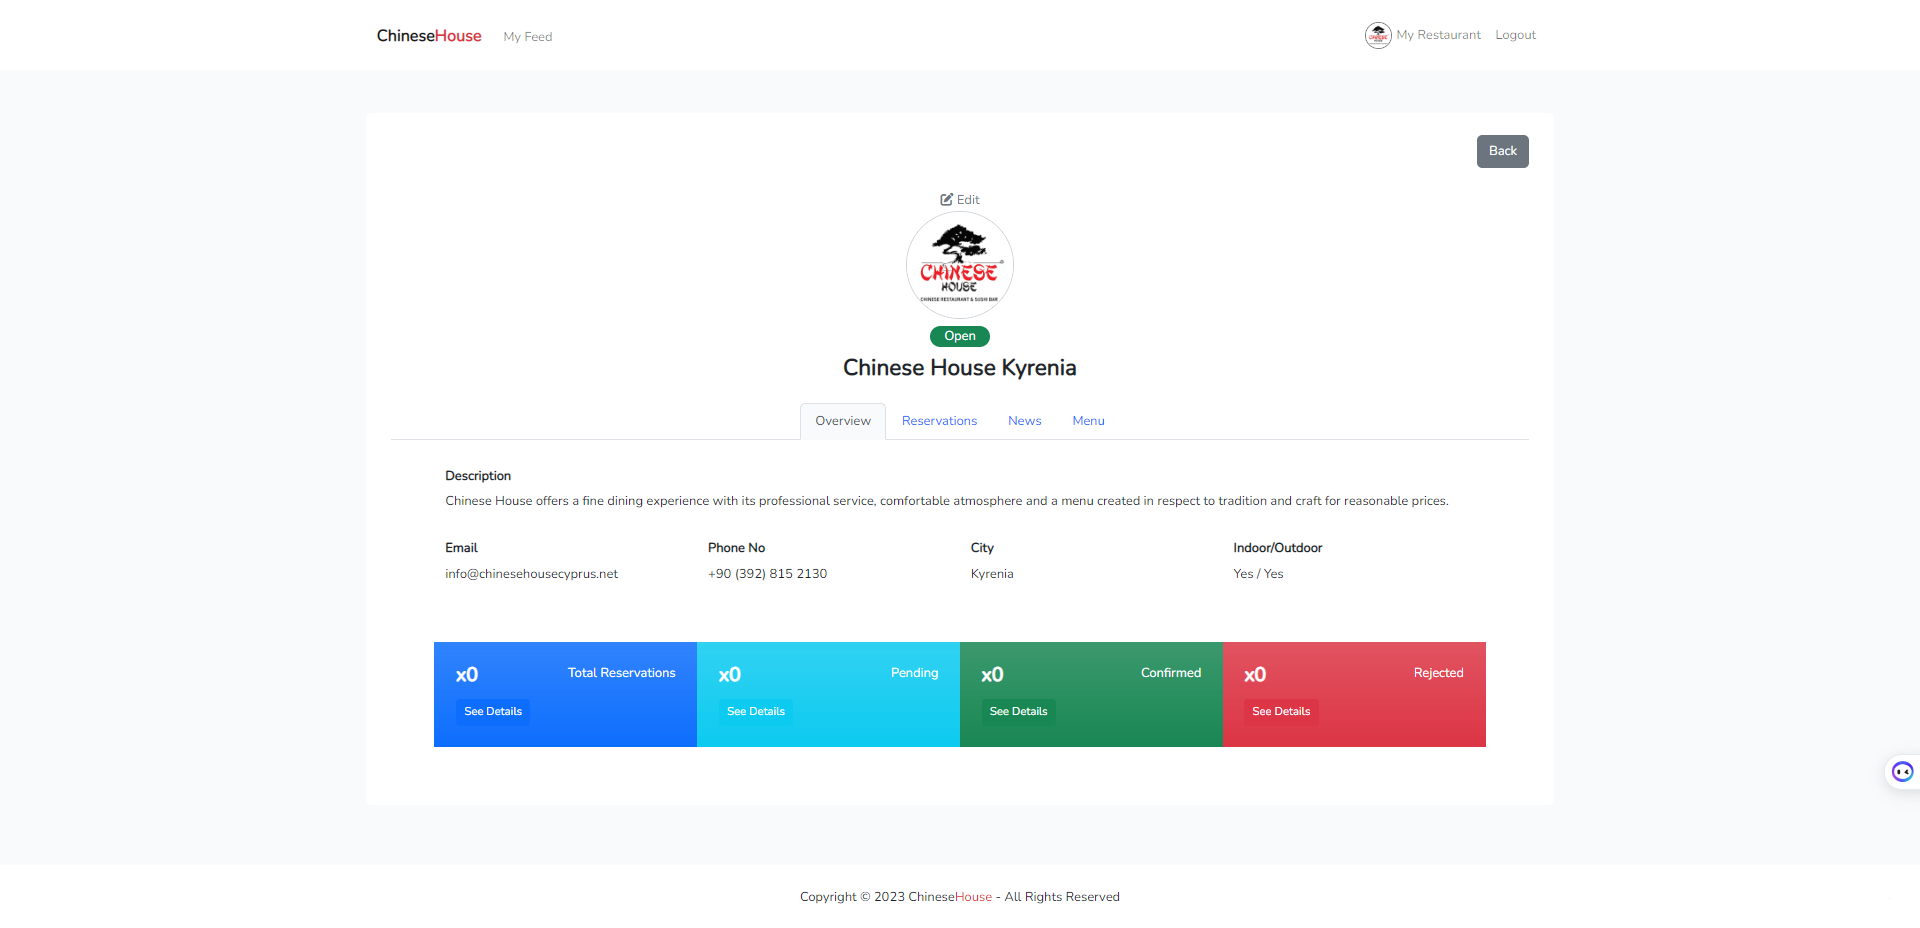 ChineseHouse My Feed My Restaurant Logout
Back
Edit
CHINESE
HOUSE
CHINESE RESTAURANT & SUSHI BAR
Open
Chinese House Kyrenia
Overview Reservations News Menu
Description
Chinese House offers a fine dining experience with its professional service, comfortable atmosphere and a menu created in respect to tradition and craft for reasonable prices.
Email Phone No City Indoor/Outdoor
info@chinesehousecyprus.net +90 (392) 815 2130 Kyrenia Yes / Yes
x0 Total Reservations x0 Pending x0 Confirmed x0 Rejected
See Details See Details See Details See Details
Copyright © 2023 ChineseHouse - All Rights Reserved